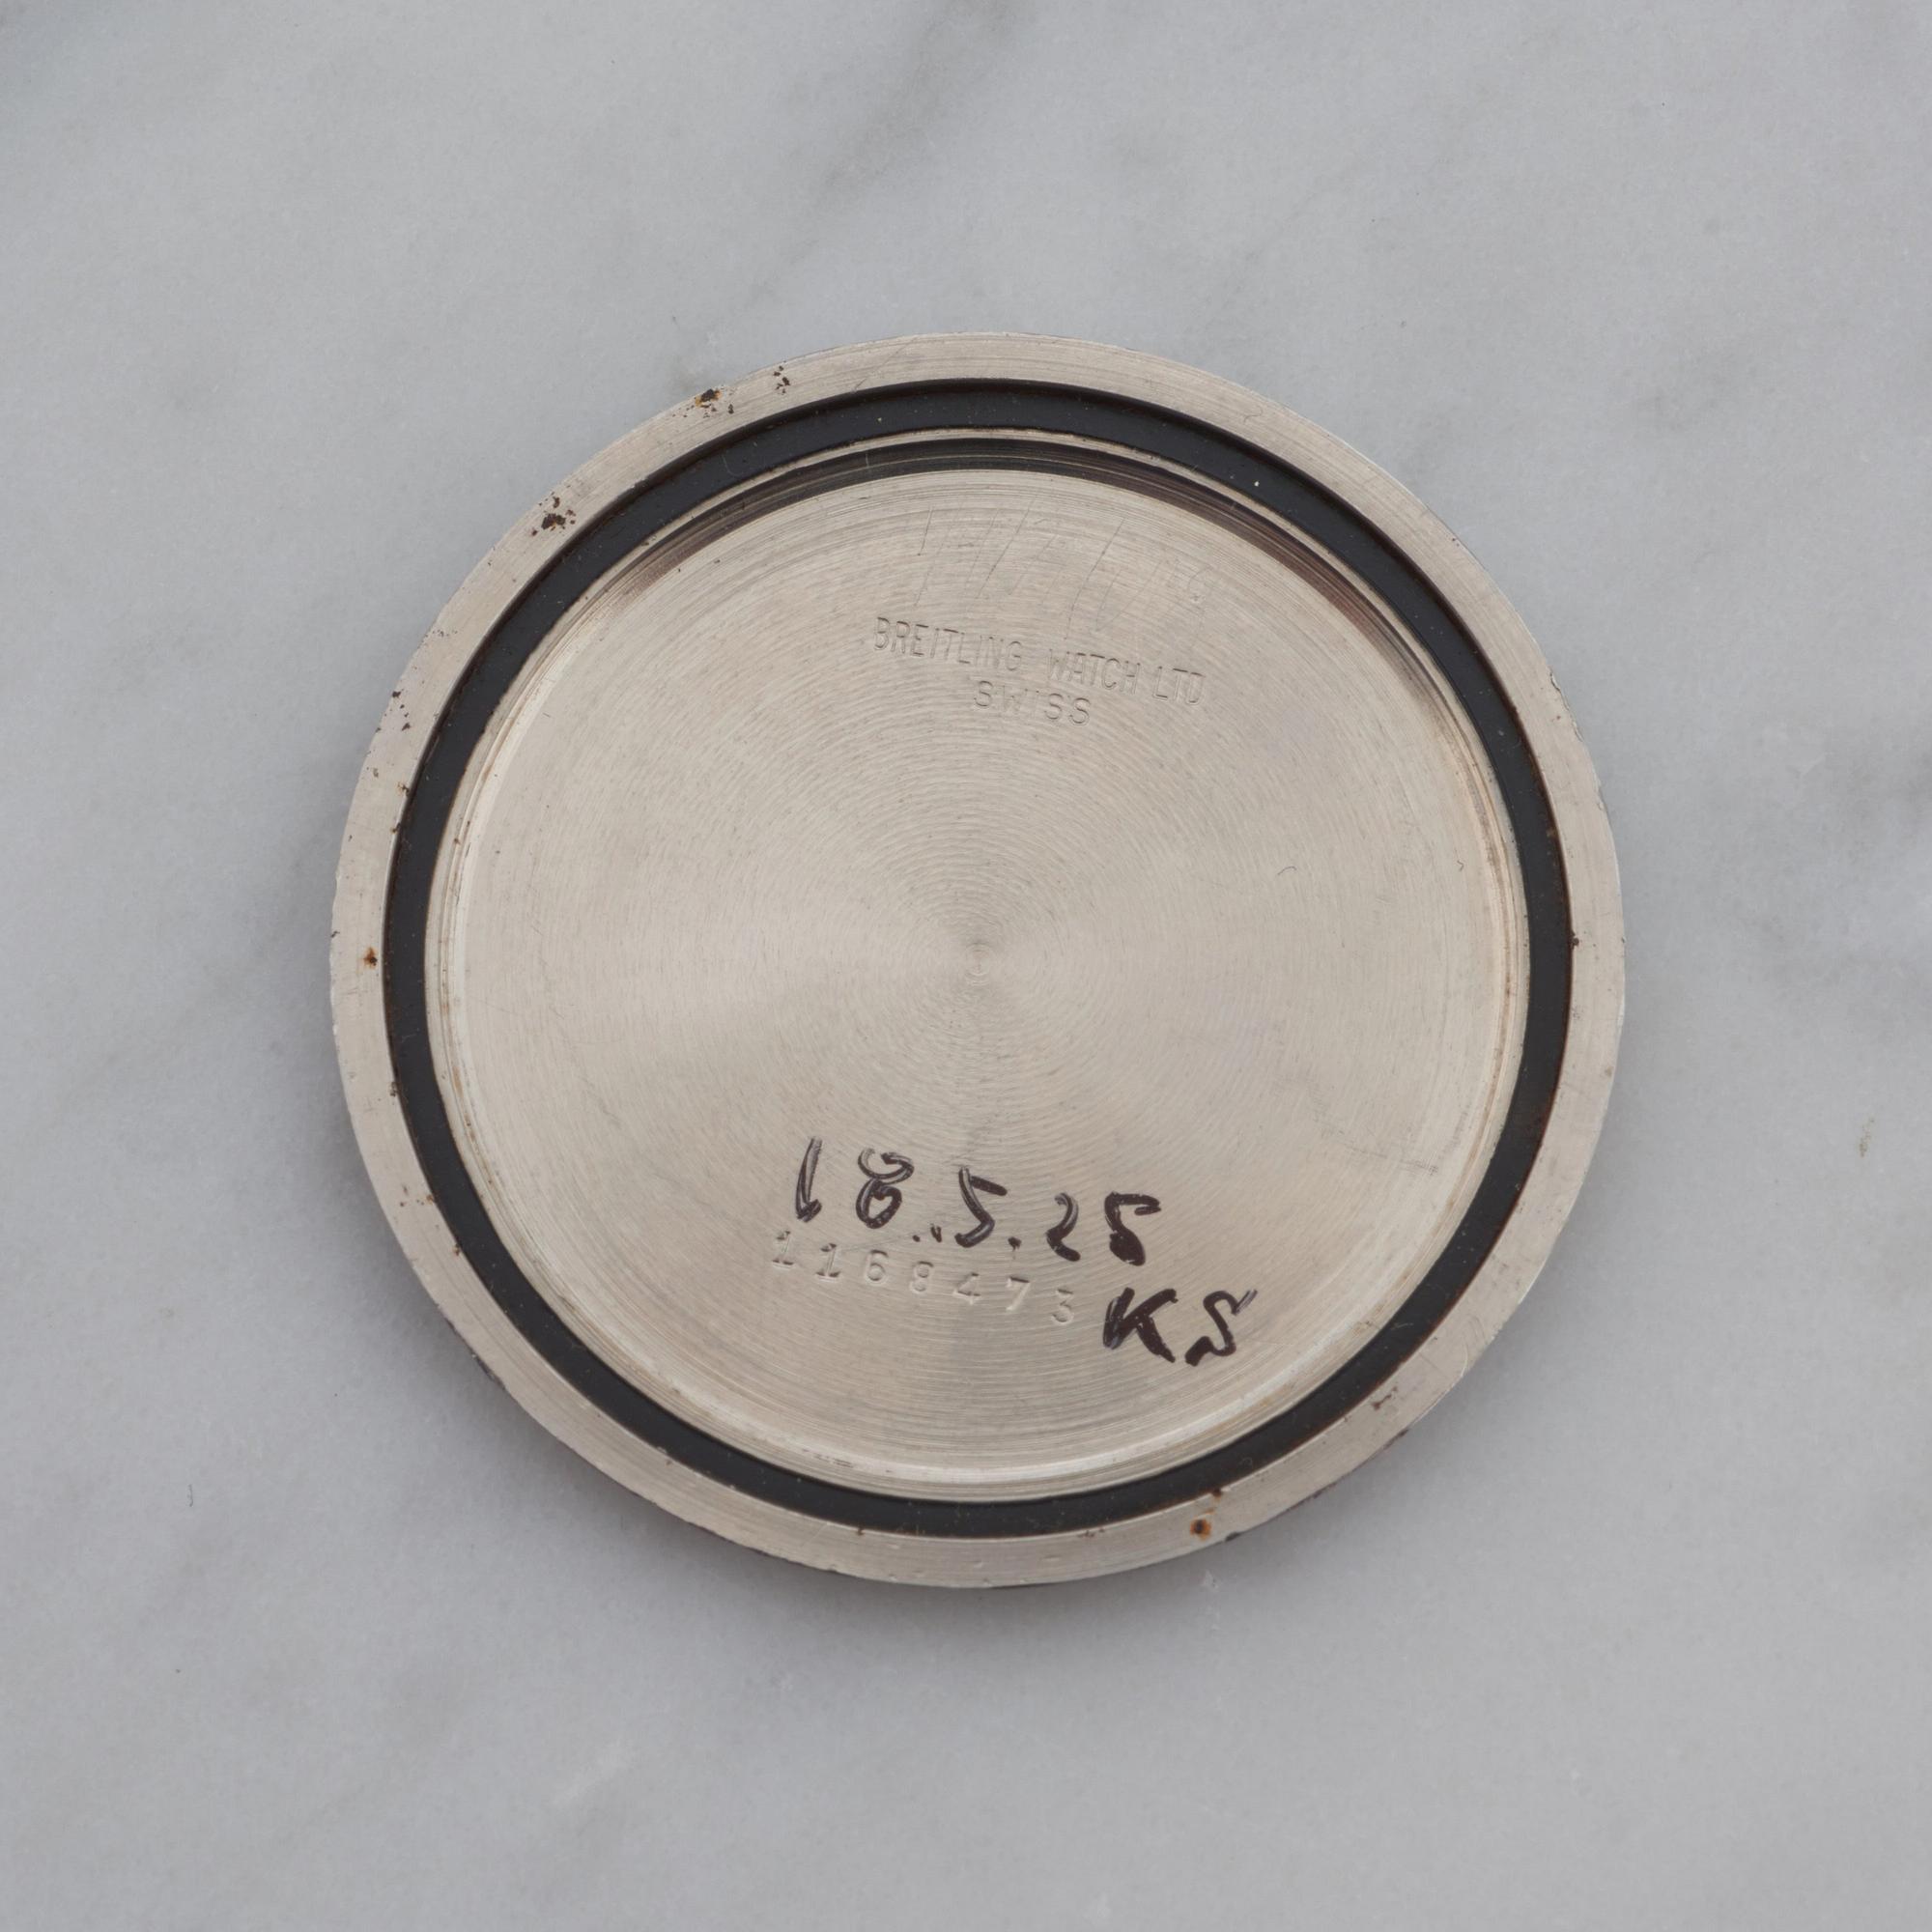 BREITLING WATCH LTD
SWISS
18.5.25
1168473
KS